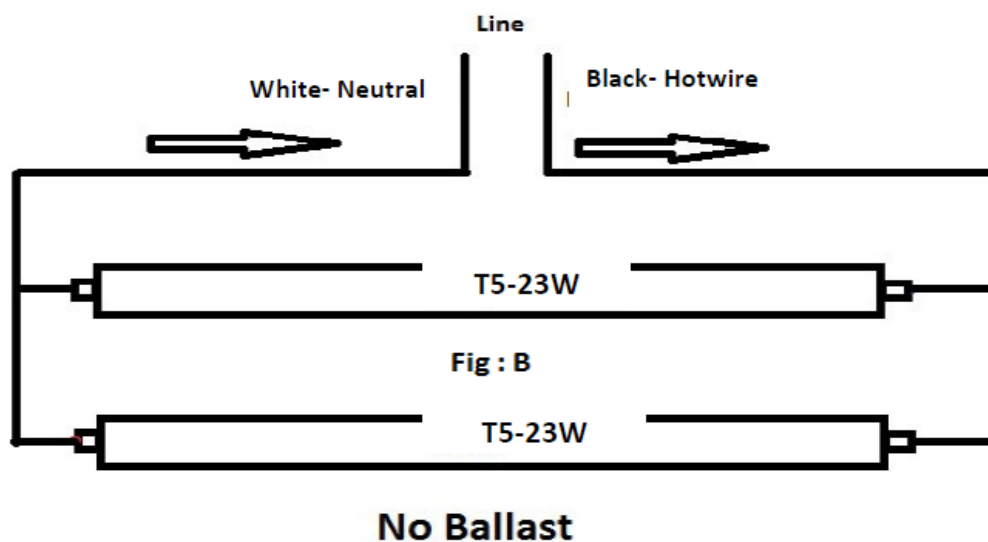 Line
White- Neutral
Black- Hotwire
T5-23W
Fig : B
T5-23W
No Ballast